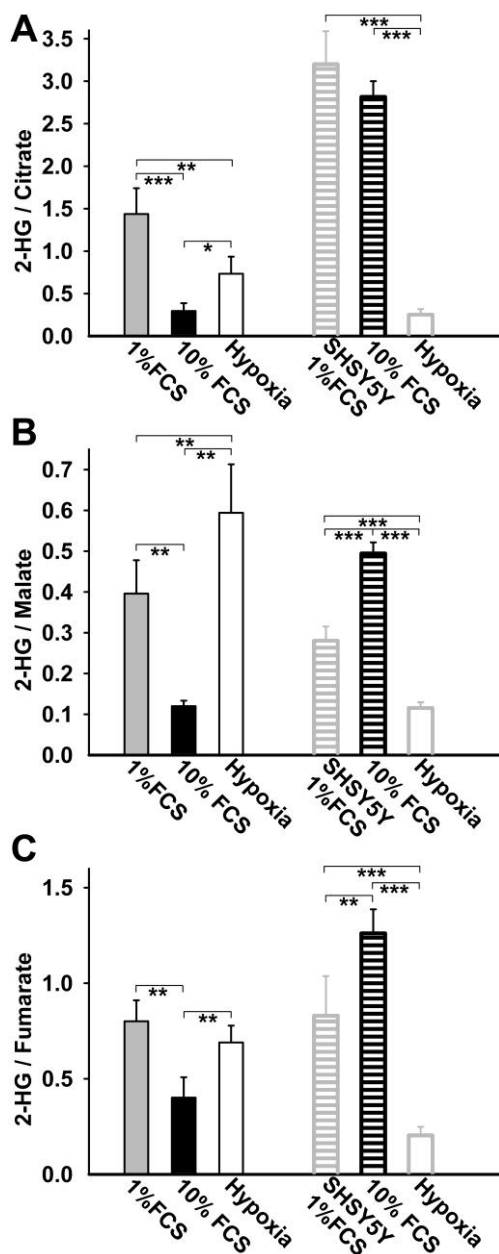 A
2-HG / Citrate
3.5
3.0
2.5
2.0
1.5
1.0
0.5
0.0
***
***
**
***
*
1%FCS
10% FCS
Hypoxia
SHSY5Y
1%FCS
10% FCS
Hypoxia
B
2-HG / Malate
0.7
0.6
0.5
0.4
0.3
0.2
0.1
0.0
**
**
**
***
***
***
1%FCS
10% FCS
Hypoxia
SHSY5Y
1%FCS
10% FCS
Hypoxia
C
2-HG / Fumarate
1.5
1.0
0.5
0.0
***
**
***
**
**
1%FCS
10% FCS
Hypoxia
SHSY5Y
1%FCS
10% FCS
Hypoxia